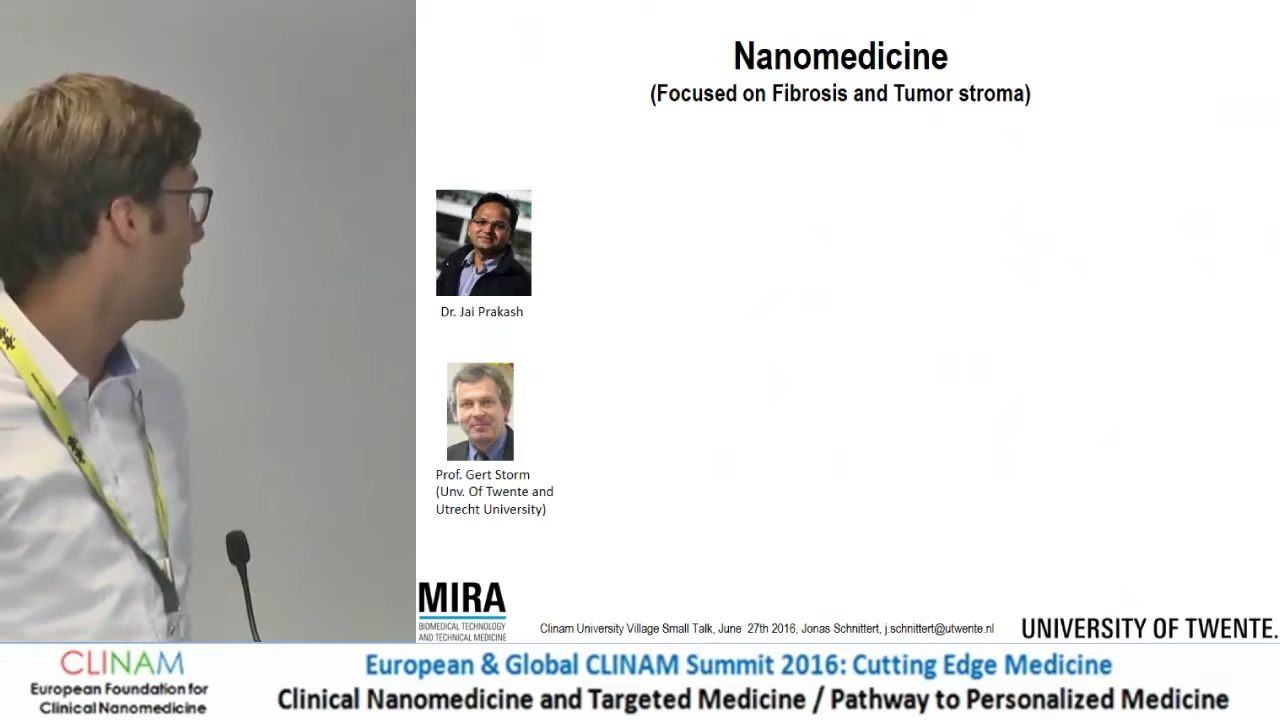 Nanomedicine
(Focused on Fibrosis and Tumor stroma)
Dr. Jai Prakash
Prof. Gert Storm
(Unv. Of Twente and
Utrecht University)
MIRA
BIOMEDICAL TECHNOLOGY
AND TECHNICAL MEDICINE
Clinam University Village Small Talk, June 27th 2016, Jonas Schnittert, j.schnittert@utwente.nl
UNIVERSITY OF TWENTE.
CLINAM
European Foundation for
Clinical Nanomedicine
European & Global CLINAM Summit 2016: Cutting Edge Medicine
Clinical Nanomedicine and Targeted Medicine / Pathway to Personalized Medicine